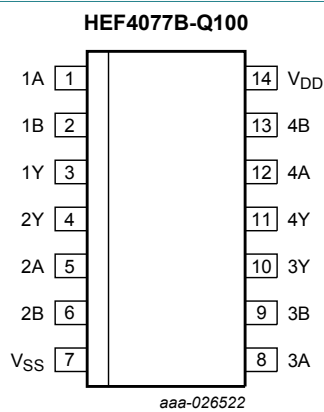 HEF4077B-Q100
1A 1 14 VDD
1B 2 13 4B
1Y 3 12 4A
2Y 4 11 4Y
2A 5 10 3Y
2B 6 9 3B
VSS 7 8 3A
aaa-026522